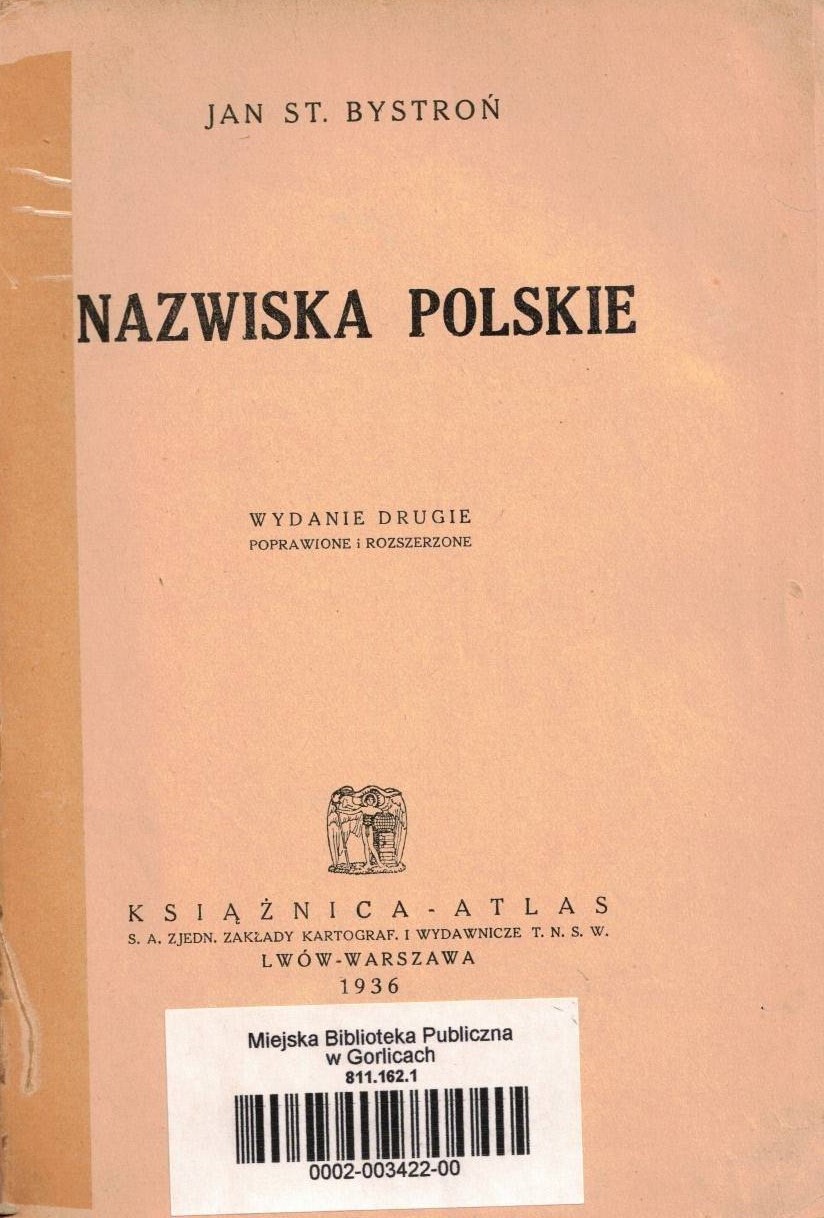 JAN ST. BYSTROŃ
NAZWISKA POLSKIE
WYDANIE DRUGIE
POPRAWIONE i ROZSZERZONE
KSIĄŻNICA-ATLAS
S. A. ZJEDN. ZAKŁADY KARTOGRAF. I WYDAWNICZE T. N. S. W.
LWÓW-WARSZAWA
1936
Miejska Biblioteka Publiczna
w Gorlicach
811.162.1
0002-003422-00